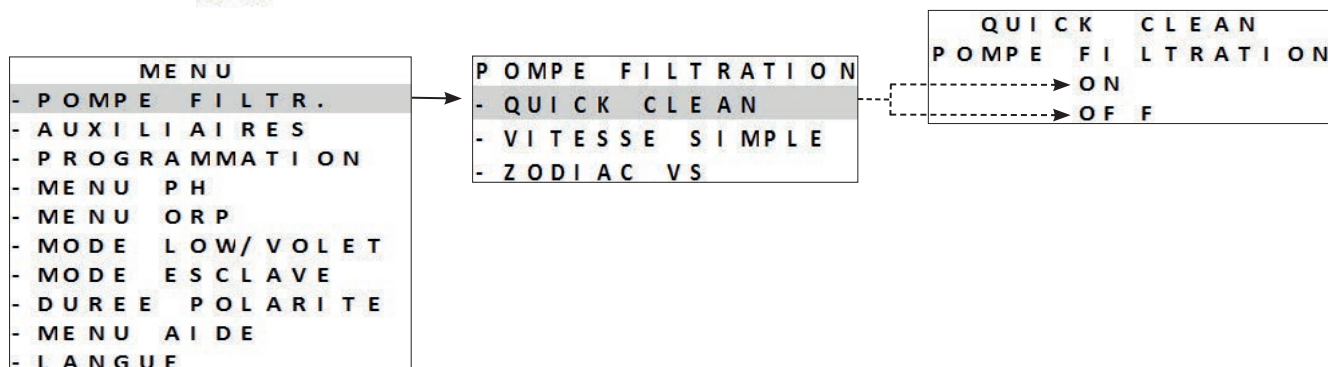 MENU
- POMPE FILTR.
- AUXILIAIRES
- PROGRAMMATION
- MENU PH
- MENU ORP
- MODE LOW/VOLET
- MODE ESCLAVE
- DUREE POLARITE
- MENU AIDE
- LANGUE
POMPE FILTRATION
- QUICK CLEAN
- VITESSE SIMPLE
- ZODIAC VS
QUICK CLEAN
POMPE FILTRATION
ON
OFF